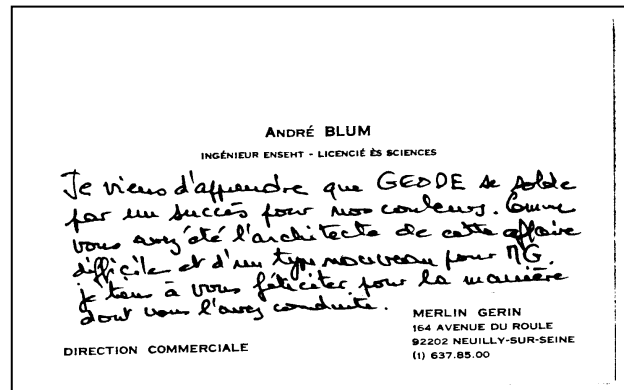 ANDRÉ BLUM
INGÉNIEUR ENSEHT - LICENCIÉ ÈS SCIENCES
Je viens d'apprendre que GEODE se solde
par un succès pour nos couleurs. Comme
vous avez été l'architecte de cette affaire
difficile et d'un type nouveau pour MG.
je tiens à vous féliciter pour la manière
dont vous l'avez conduite.
MERLIN GERIN
164 AVENUE DU ROULE
92202 NEUILLY-SUR-SEINE
(1) 637.85.00
DIRECTION COMMERCIALE